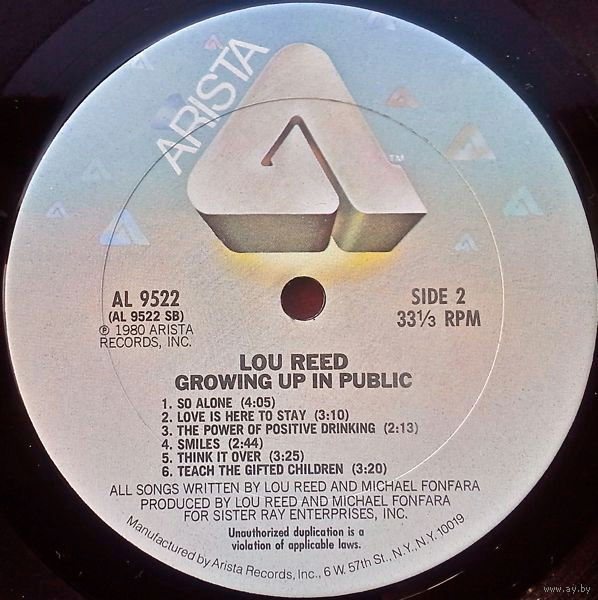 ARISTA
TM
AL 9522
(AL 9522 SB)
℗ 1980 ARISTA
RECORDS, INC.
SIDE 2
33⅓ RPM
LOU REED
GROWING UP IN PUBLIC
1. SO ALONE (4:05)
2. LOVE IS HERE TO STAY (3:10)
3. THE POWER OF POSITIVE DRINKING (2:13)
4. SMILES (2:44)
5. THINK IT OVER (3:25)
6. TEACH THE GIFTED CHILDREN (3:20)
ALL SONGS WRITTEN BY LOU REED AND MICHAEL FONFARA
PRODUCED BY LOU REED AND MICHAEL FONFARA
FOR SISTER RAY ENTERPRISES, INC.
Unauthorized duplication is a
violation of applicable laws.
Manufactured by Arista Records, Inc., 6 W. 57th St., N.Y., N.Y. 10019
www.ay.by